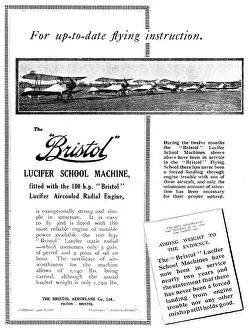 For up-to-date flying instruction.
The
"Bristol"
LUCIFER SCHOOL MACHINE,
fitted with the 100 h.p. "Bristol"
Lucifer Aircooled Radial Engine,
is exceptionally strong and sim-
ple in structure. It is easy
to fly and is fitted with the
most reliable engine of suitable
power available—the 100 h.p.
"Bristol" Lucifer static radial
—which consumes only 5 gals.
of petrol and 2 pints of oil an
hour. The certificate of air-
worthiness for the machine
allows of 2,140 lbs. being
carried, although the actual
loaded weight is only 1,940 lbs.
THE BRISTOL AEROPLANE Co., Ltd.,
FILTON - BRISTOL.
During the twelve months
the "Bristol" Lucifer
School Machines shown
above have been in service
in the "Bristol" Flying
School there has never been
a forced landing through
engine trouble with one of
these aircraft, and only the
minimum amount of atten-
tion has been necessary
for their upkeep.
ADDING WEIGHT TO
EVIDENCE.
The "Bristol" Lucifer
School Machines have
now been in service
nearly two years and
the statement that there
has never been a forced
landing from engine
trouble nor any other
mishap still holds good.